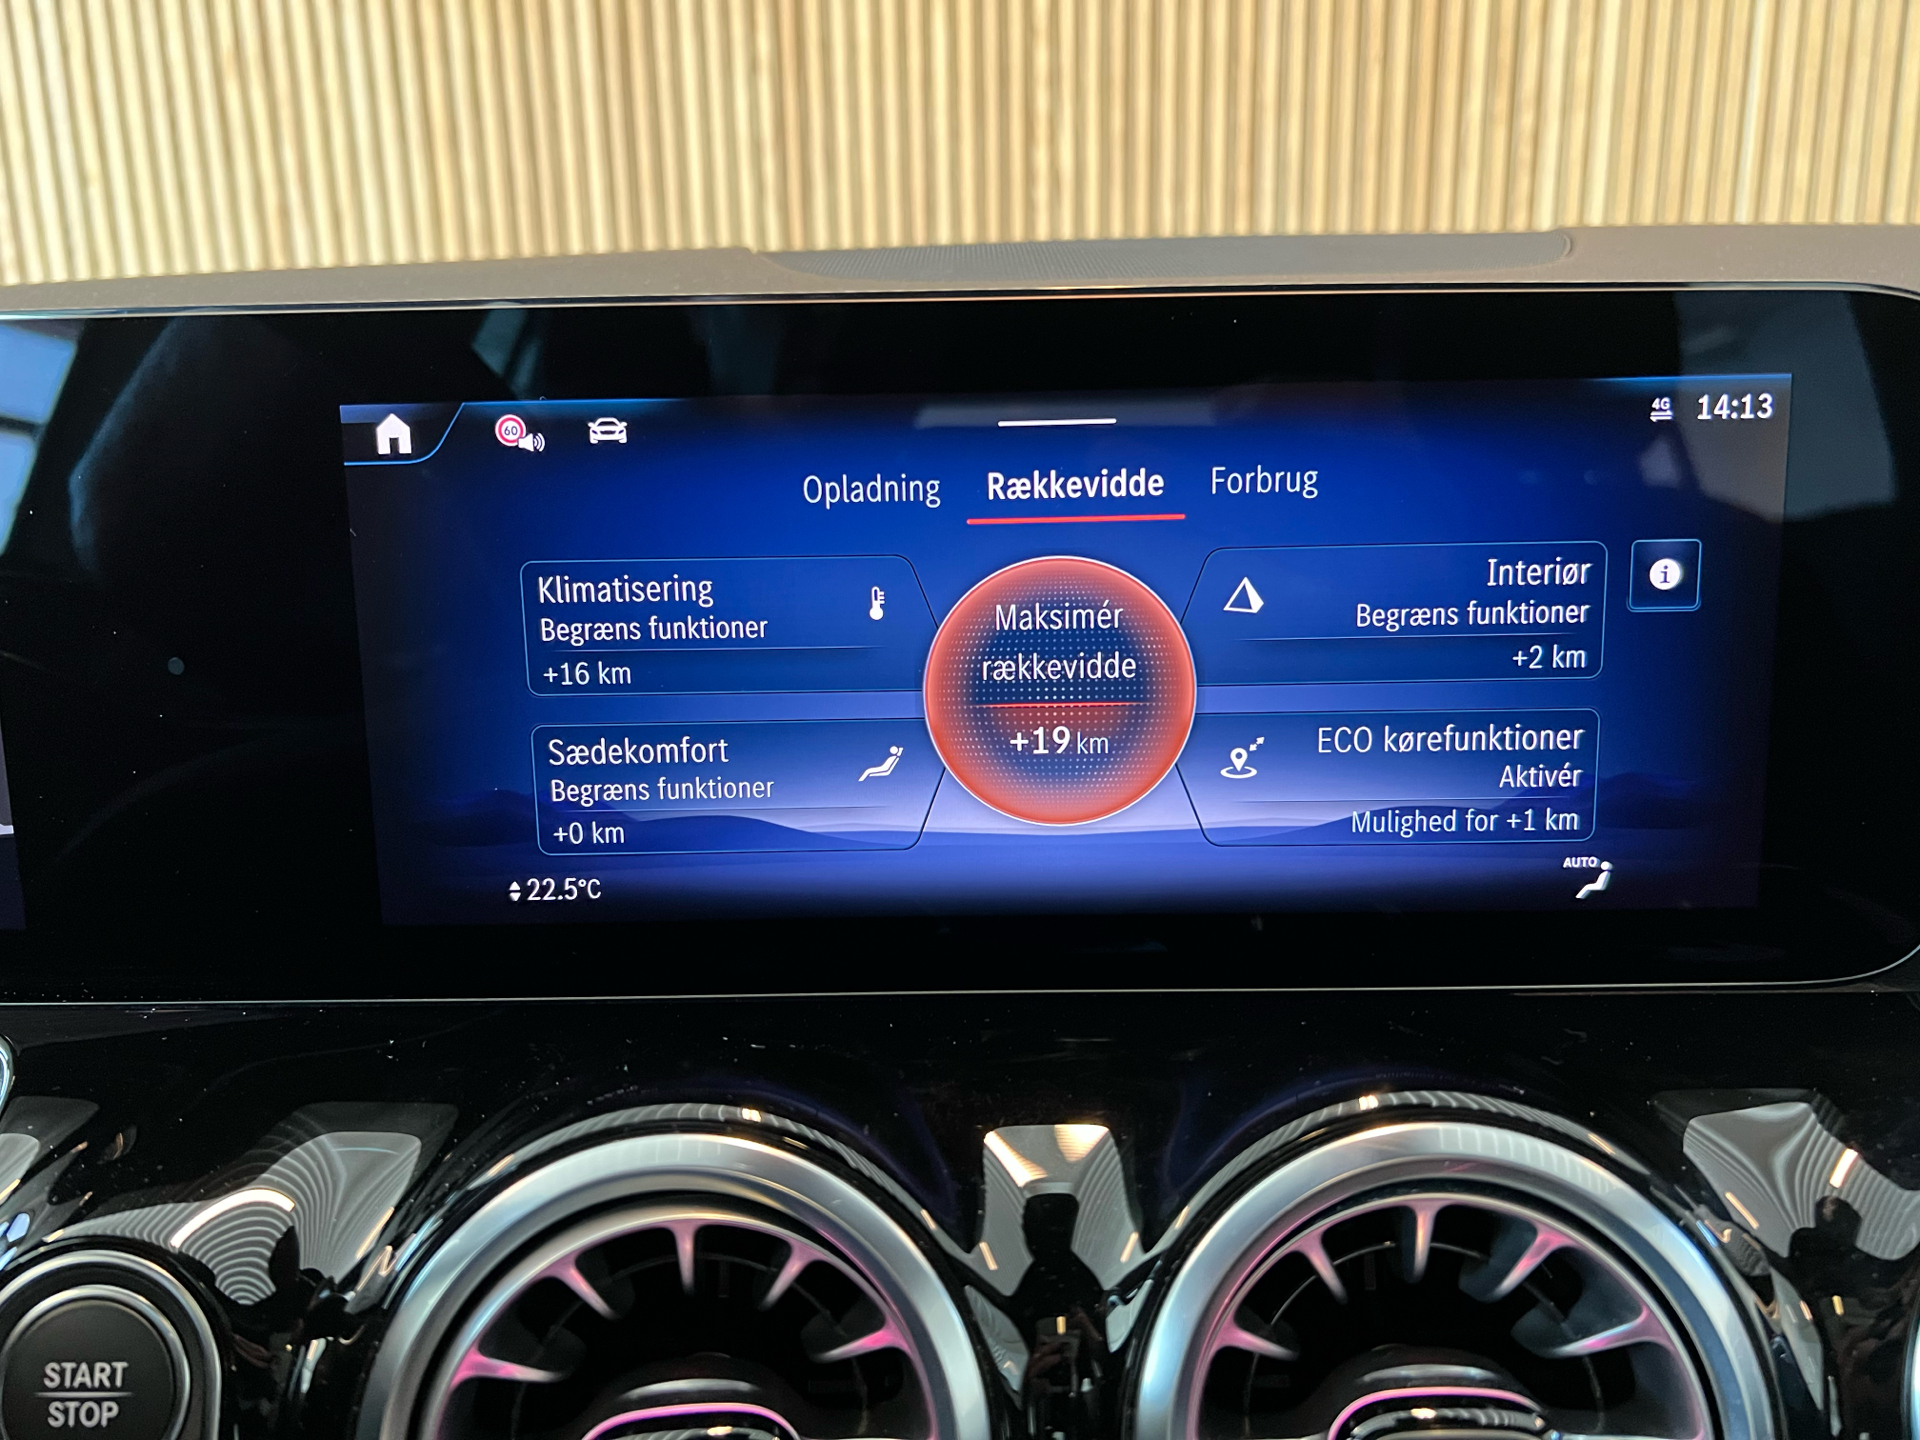 60
4G
14:13
Opladning
Rækkevidde
Forbrug
Klimatisering
Begræns funktioner
+16 km
Maksimér
rækkevidde
+19 km
Interiør
Begræns funktioner
+2 km
i
Sædekomfort
Begræns funktioner
+0 km
ECO kørefunktioner
Aktivér
Mulighed for +1 km
22.5°C
AUTO
START
STOP